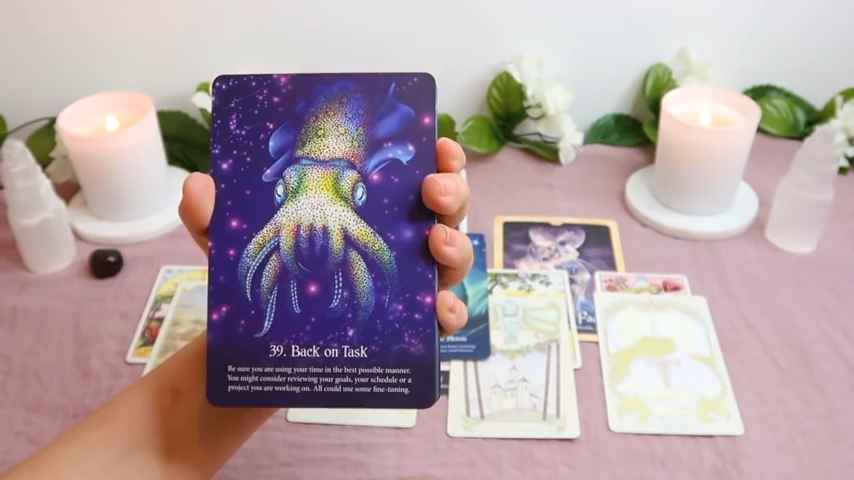 39. Back on Task
Be sure you are using your time in the best possible manner.
You might consider reviewing your goals, your schedule or a
project you are working on. All could use some fine-tuning.